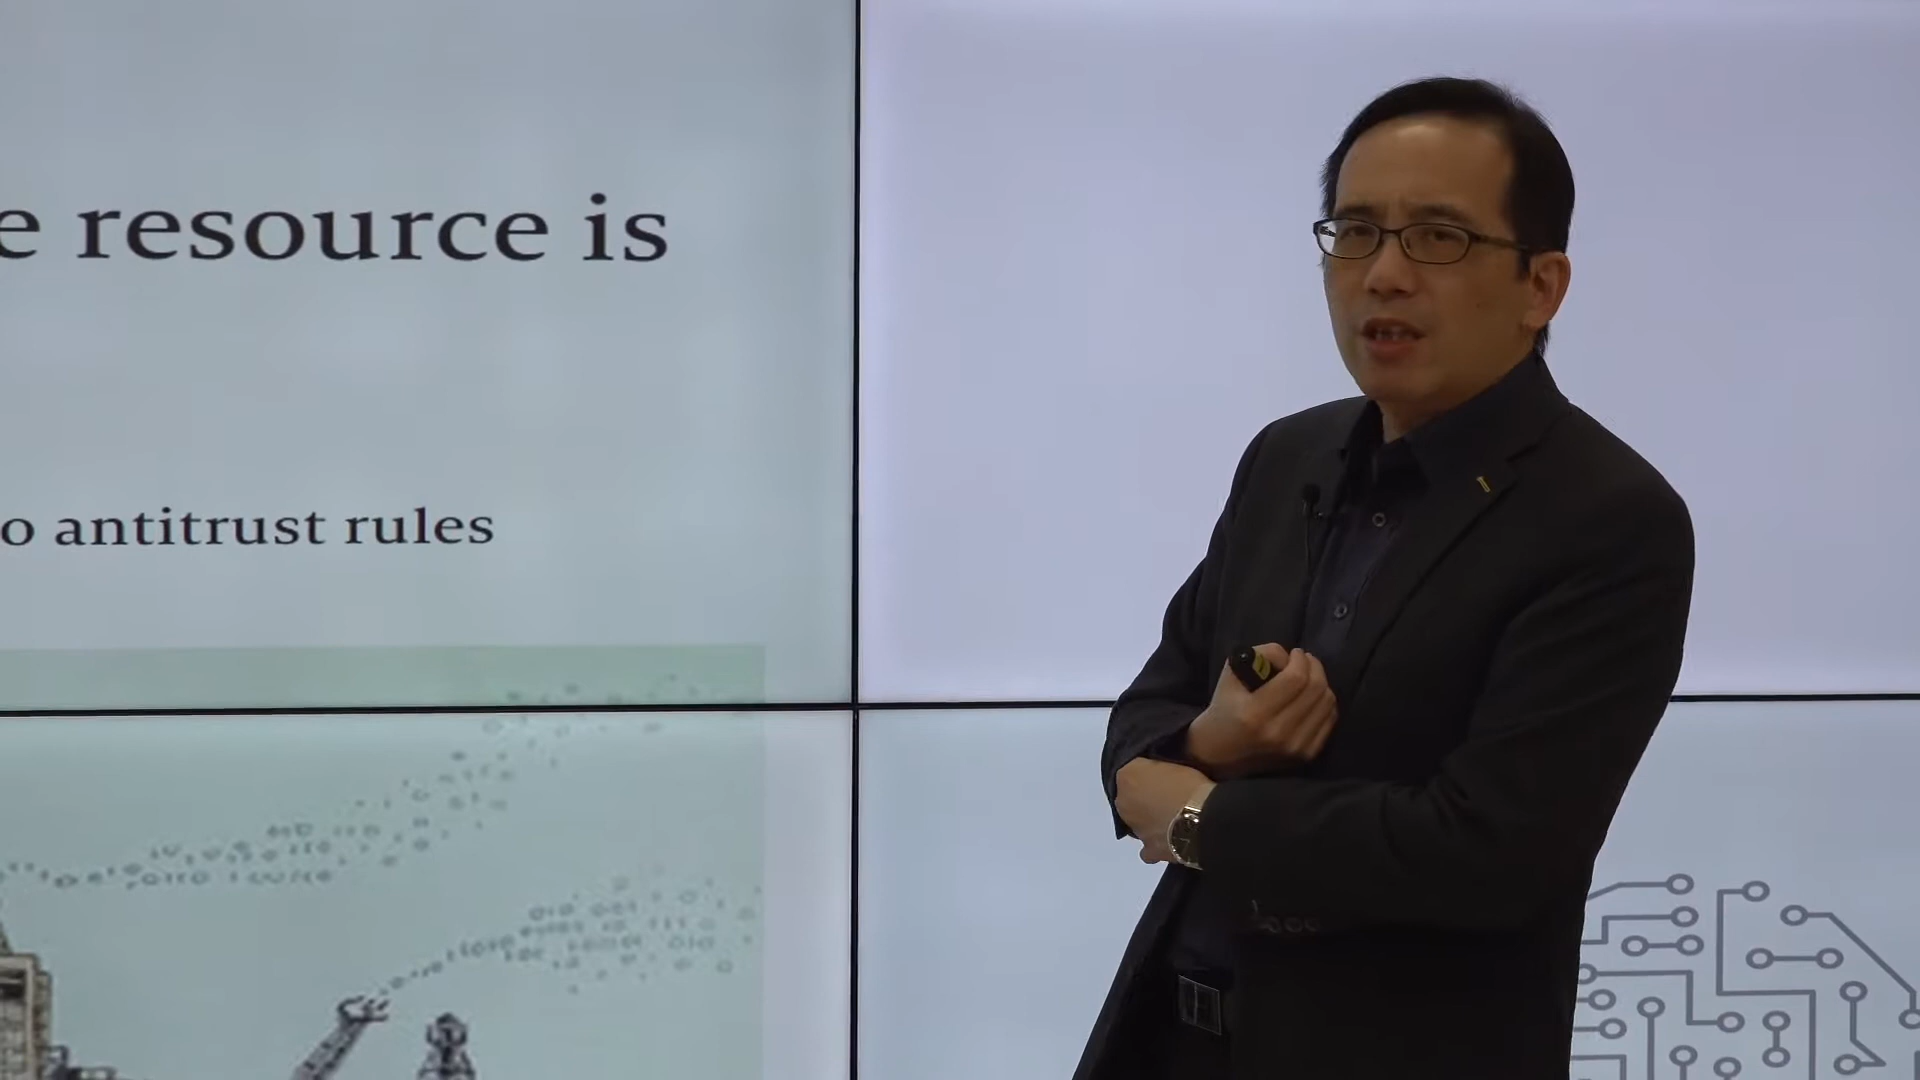 e resource is
o antitrust rules